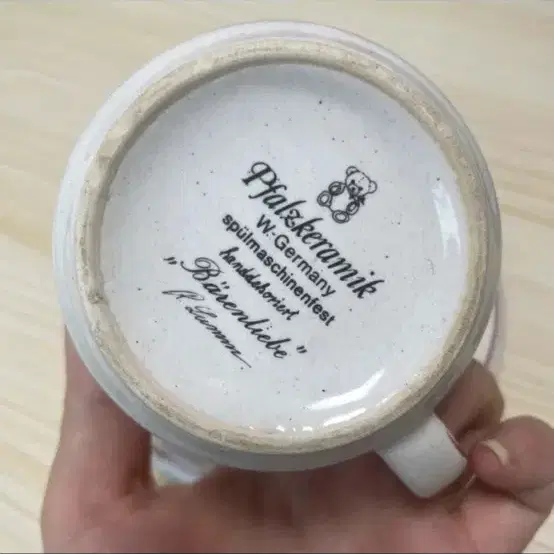 Pfalzkeramik
W.-Germany
spülmaschinenfest
handdekoriert
„Bärenliebe”